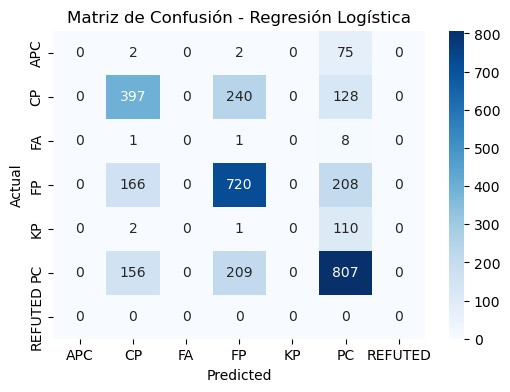 Matriz de Confusión - Regresión Logística
Actual
APC 0 2 0 2 0 75 0
CP 0 397 0 240 0 128 0
FA 0 1 0 1 0 8 0
FP 0 166 0 720 0 208 0
KP 0 2 0 1 0 110 0
PC 0 156 0 209 0 807 0
REFUTED 0 0 0 0 0 0 0
APC CP FA FP KP PC REFUTED
Predicted
800
700
600
500
400
300
200
100
0